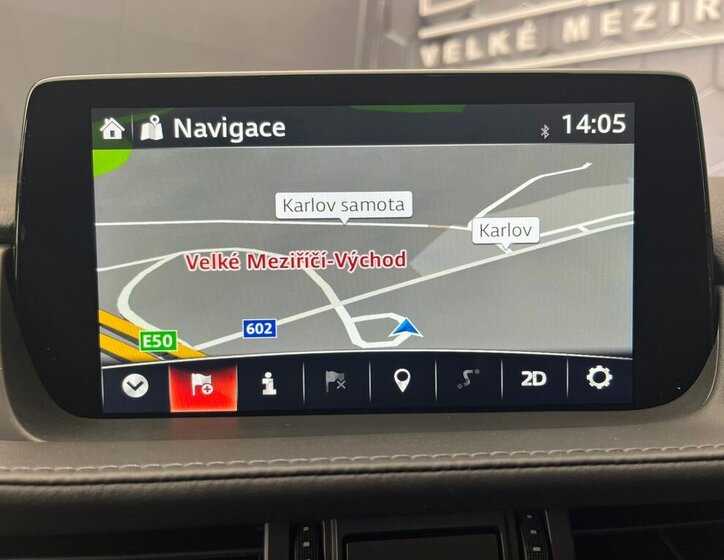 VELKÉ MEZIŘ
Navigace
14:05
Karlov samota
Karlov
Velké Meziříčí-Východ
602
E50
2D